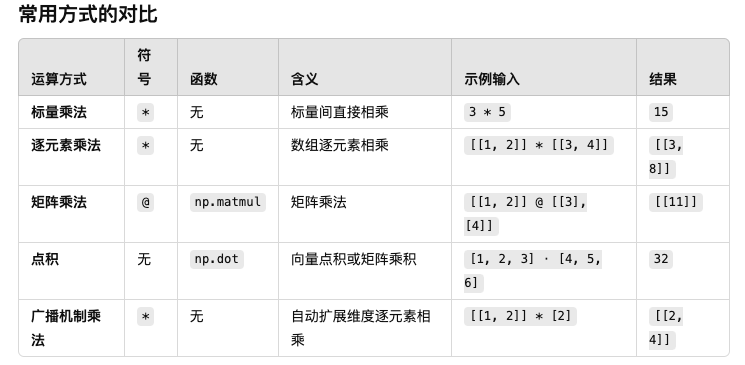 常用方式的对比
运算方式 符号 函数 含义 示例输入 结果
标量乘法 * 无 标量间直接相乘 3 * 5 15
逐元素乘法 * 无 数组逐元素相乘 [[1, 2]] * [[3, 4]] [[3, 8]]
矩阵乘法 @ np.matmul 矩阵乘法 [[1, 2]] @ [[3], [4]] [[11]]
点积 无 np.dot 向量点积或矩阵乘积 [1, 2, 3] · [4, 5, 6] 32
广播机制乘法 * 无 自动扩展维度逐元素相乘 [[1, 2]] * [2] [[2, 4]]